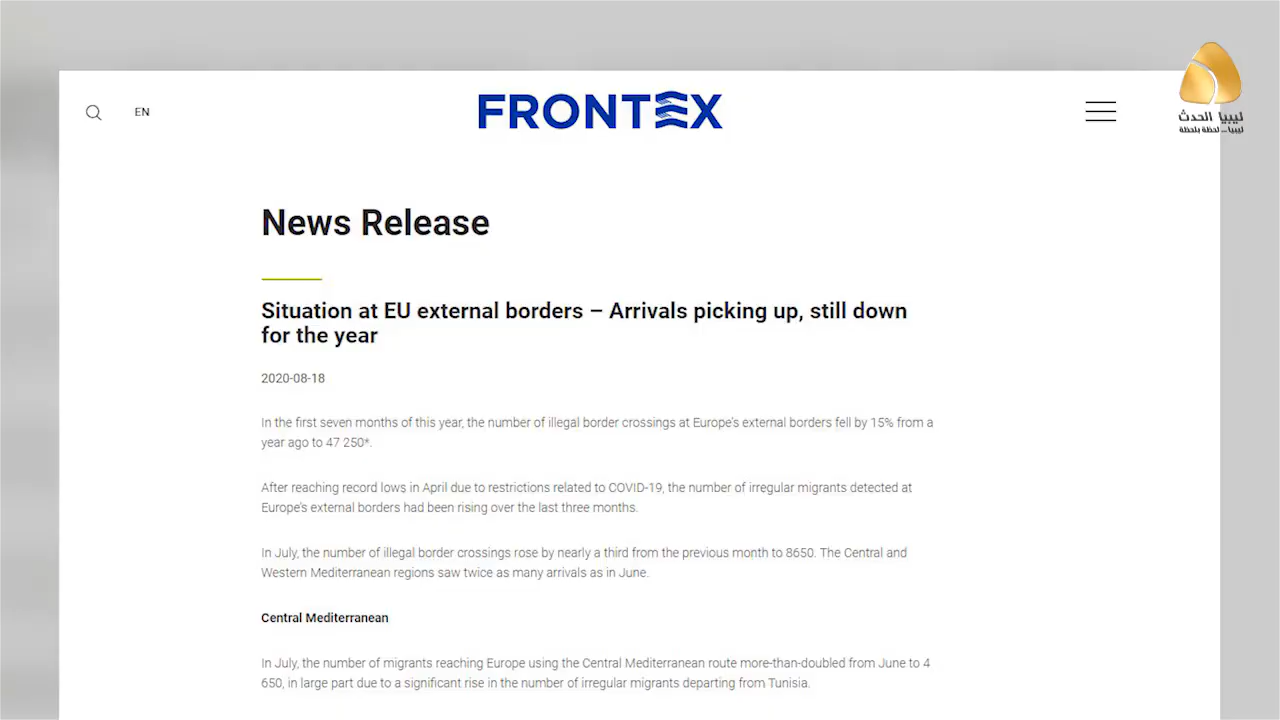 EN
FRONTEX
ليبيا الحدث
ليبيا... لحظة بلحظة
News Release
Situation at EU external borders – Arrivals picking up, still down
for the year
2020-08-18
In the first seven months of this year, the number of illegal border crossings at Europe's external borders fell by 15% from a
year ago to 47 250*.
After reaching record lows in April due to restrictions related to COVID-19, the number of irregular migrants detected at
Europe's external borders had been rising over the last three months.
In July, the number of illegal border crossings rose by nearly a third from the previous month to 8650. The Central and
Western Mediterranean regions saw twice as many arrivals as in June.
Central Mediterranean
In July, the number of migrants reaching Europe using the Central Mediterranean route more-than-doubled from June to 4
650, in large part due to a significant rise in the number of irregular migrants departing from Tunisia.